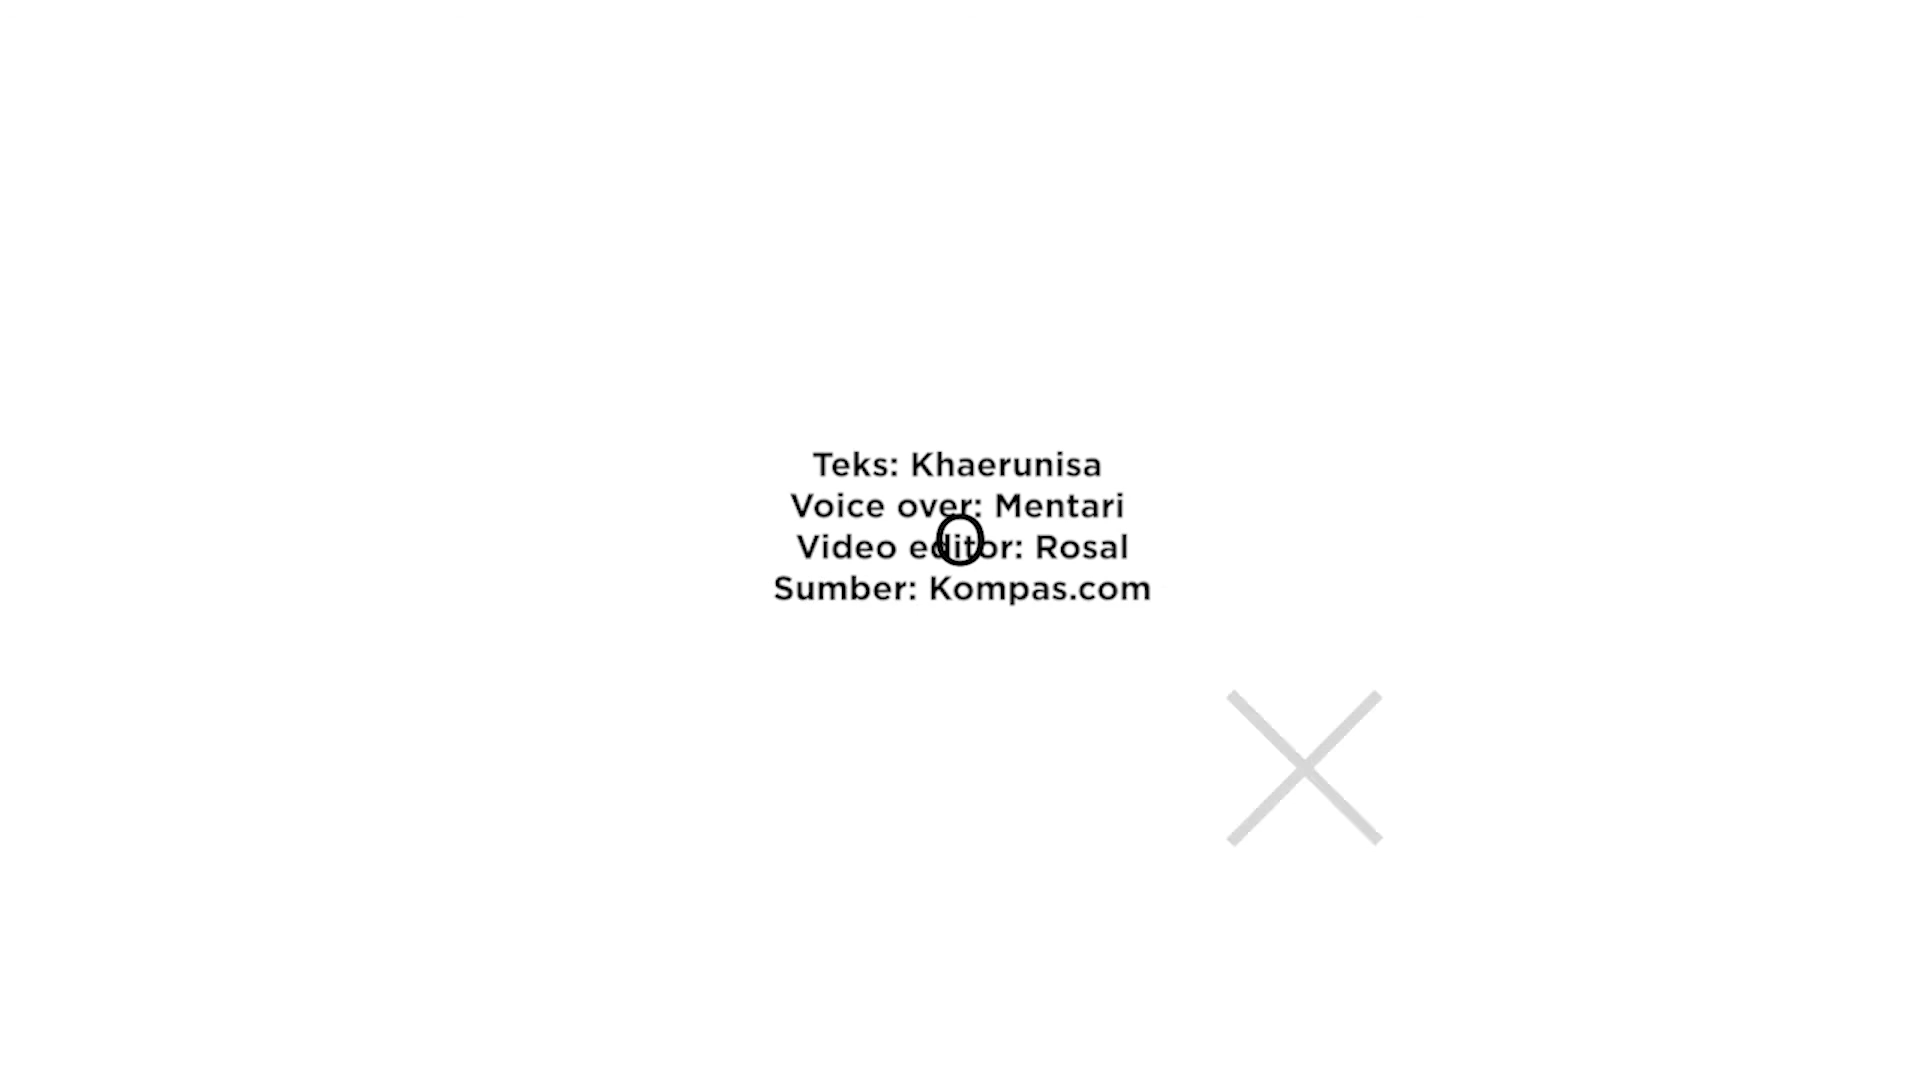 Teks: Khaerunisa
Voice over: Mentari
Video editor: Rosal
Sumber: Kompas.com
O